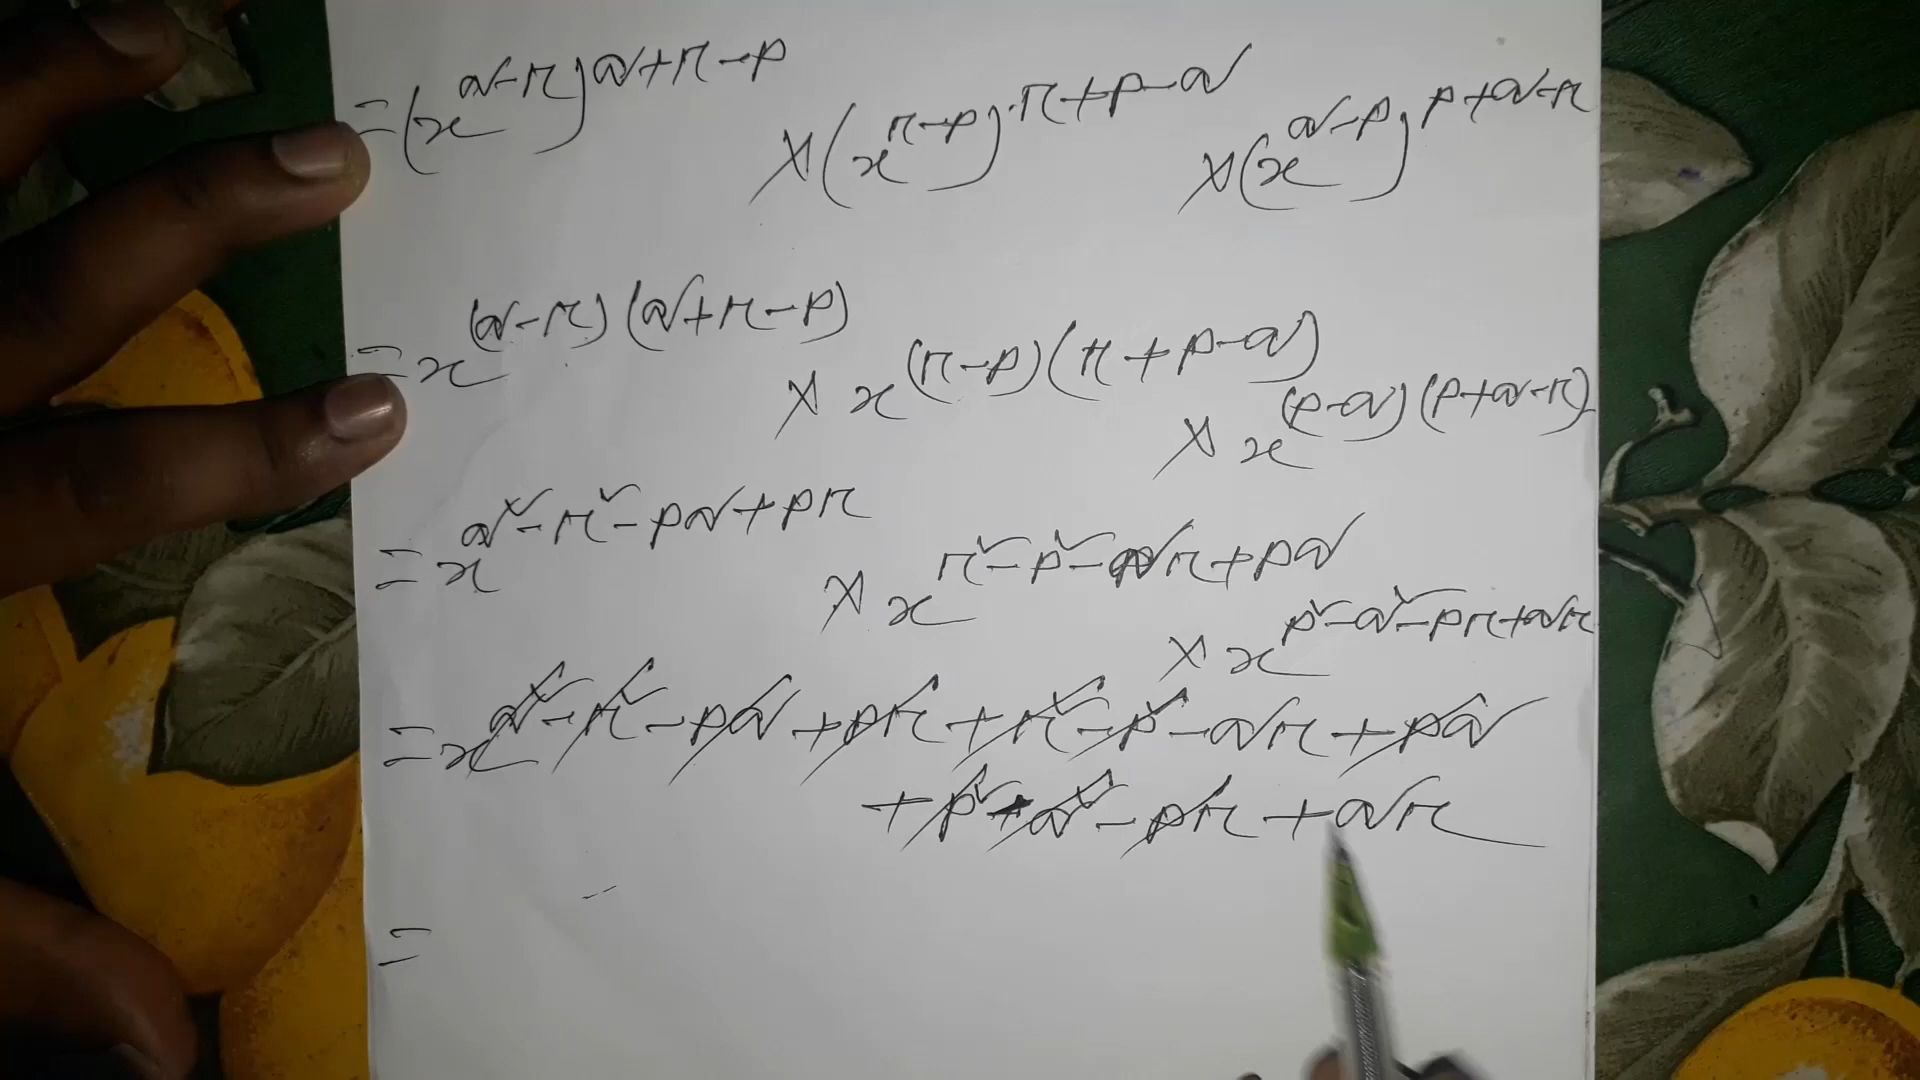 = (x^{q-r})^{q+r-p} × (x^{r-p})^{r+p-q} × (x^{q-p})^{p+q-r}
= x^{(q-r)(q+r-p)} × x^{(r-p)(r+p-q)} × x^{(p-q)(p+q-r)}
= x^{q²-r²-pq+pr} × x^{r²-p²-qr+pq} × x^{p²-q²-pr+qr}
= x^{q²-r²-pq+pr+r²-p²-qr+pq
+p²-q²-pr+qr}
=